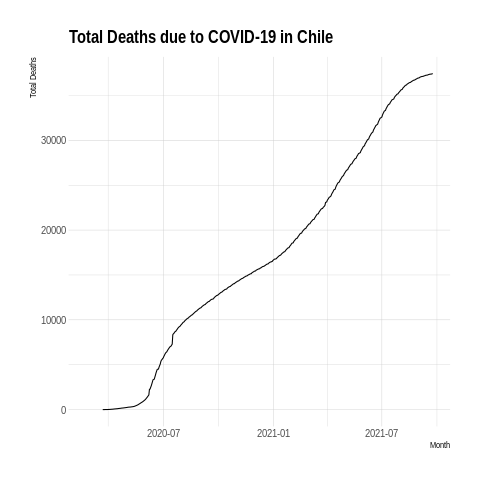 Total Deaths due to COVID-19 in Chile
Total Deaths
30000
20000
10000
0
2020-07
2021-01
2021-07
Month